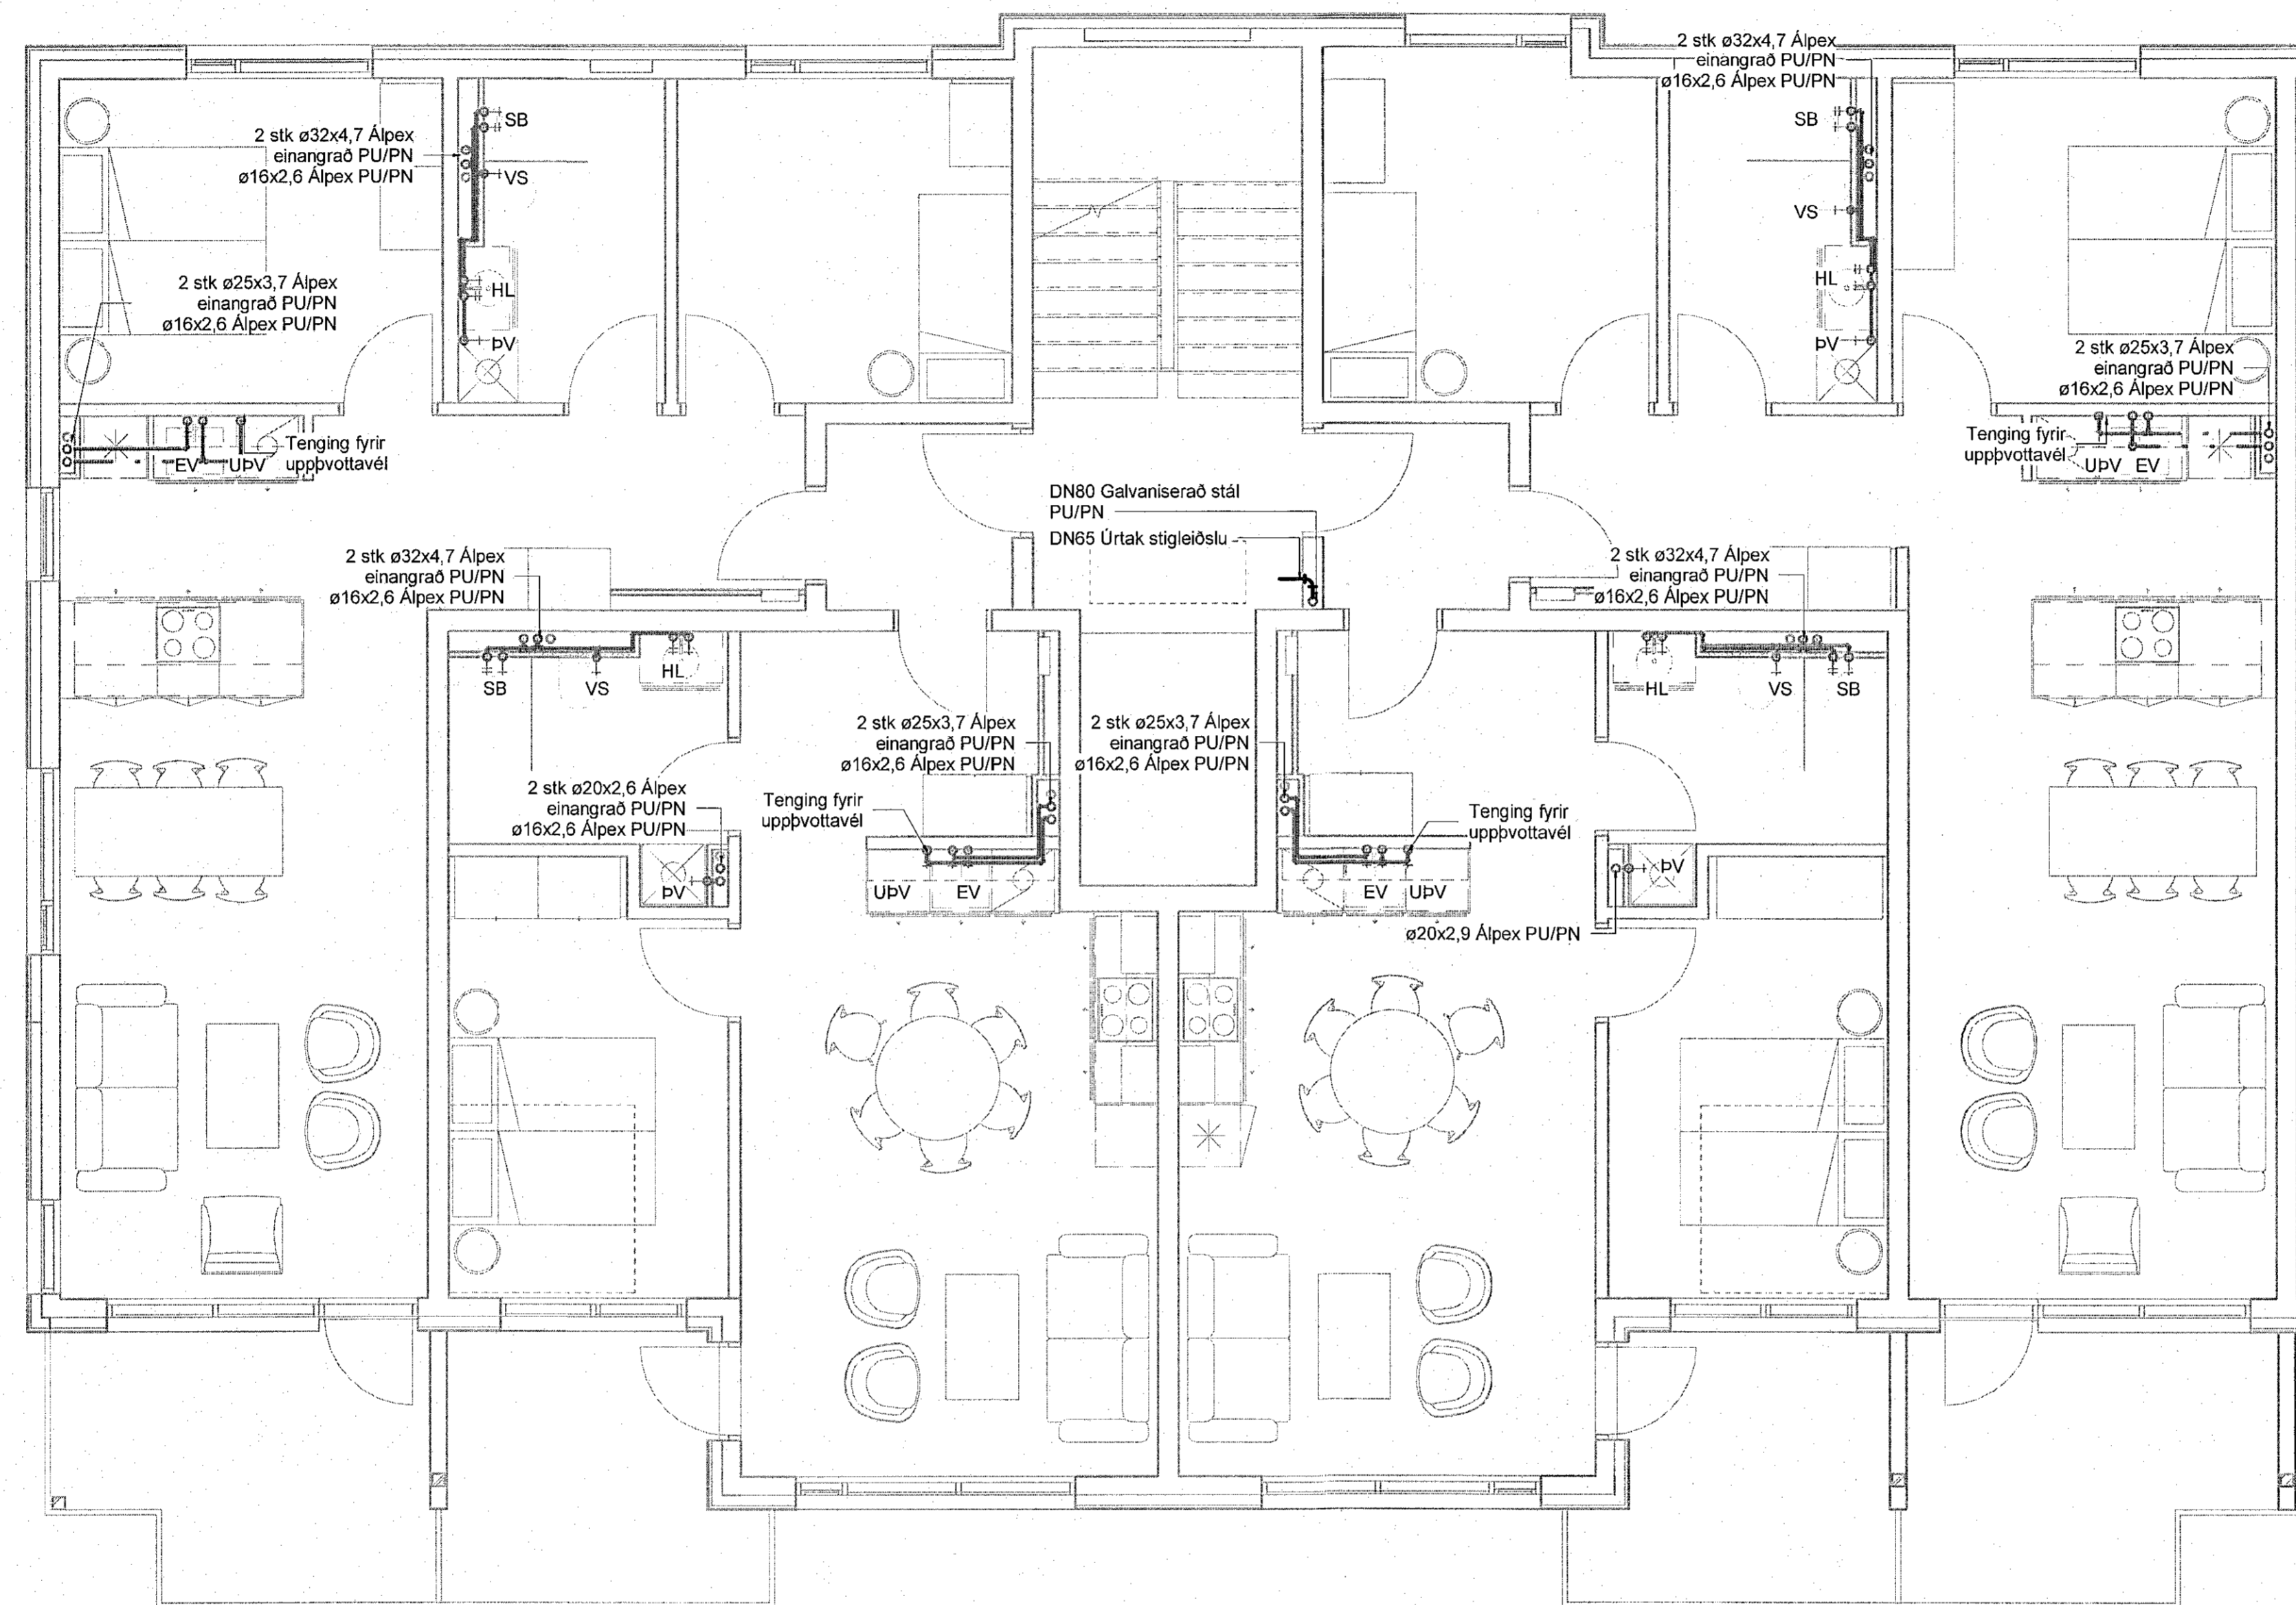 2 stk ø32x4,7 Álpex
einangrað PU/PN
ø16x2,6 Álpex PU/PN
SB
VS
HL
ÞV
2 stk ø25x3,7 Álpex
einangrað PU/PN
ø16x2,6 Álpex PU/PN
EV
UÞV
Tenging fyrir
uppþvottavél
2 stk ø32x4,7 Álpex
einangrað PU/PN
ø16x2,6 Álpex PU/PN
SB
VS
HL
ÞV
2 stk ø25x3,7 Álpex
einangrað PU/PN
ø16x2,6 Álpex PU/PN
Tenging fyrir
uppþvottavél
UÞV
EV
DN80 Galvaniserað stál
PU/PN
DN65 Úrtak stigleiðslu
2 stk ø32x4,7 Álpex
einangrað PU/PN
ø16x2,6 Álpex PU/PN
SB
VS
HL
2 stk ø32x4,7 Álpex
einangrað PU/PN
ø16x2,6 Álpex PU/PN
HL
VS
SB
2 stk ø25x3,7 Álpex
einangrað PU/PN
ø16x2,6 Álpex PU/PN
2 stk ø25x3,7 Álpex
einangrað PU/PN
ø16x2,6 Álpex PU/PN
2 stk ø20x2,6 Álpex
einangrað PU/PN
ø16x2,6 Álpex PU/PN
ÞV
Tenging fyrir
uppþvottavél
UÞV
EV
Tenging fyrir
uppþvottavél
EV
UÞV
ÞV
ø20x2,9 Álpex PU/PN